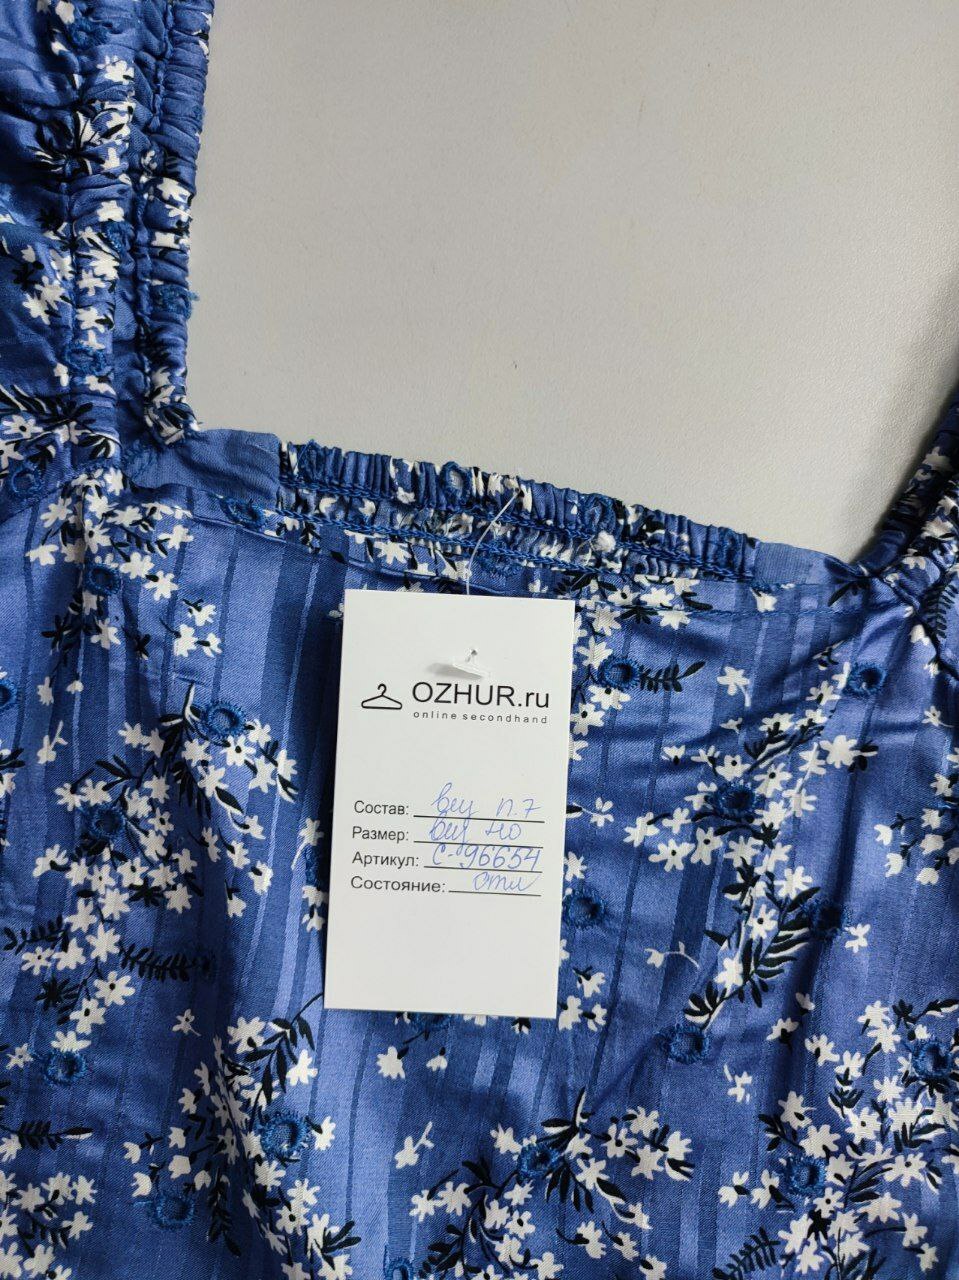 OZHUR.ru
online secondhand
Состав:
Размер:
Артикул: С-96654
Состояние: отл